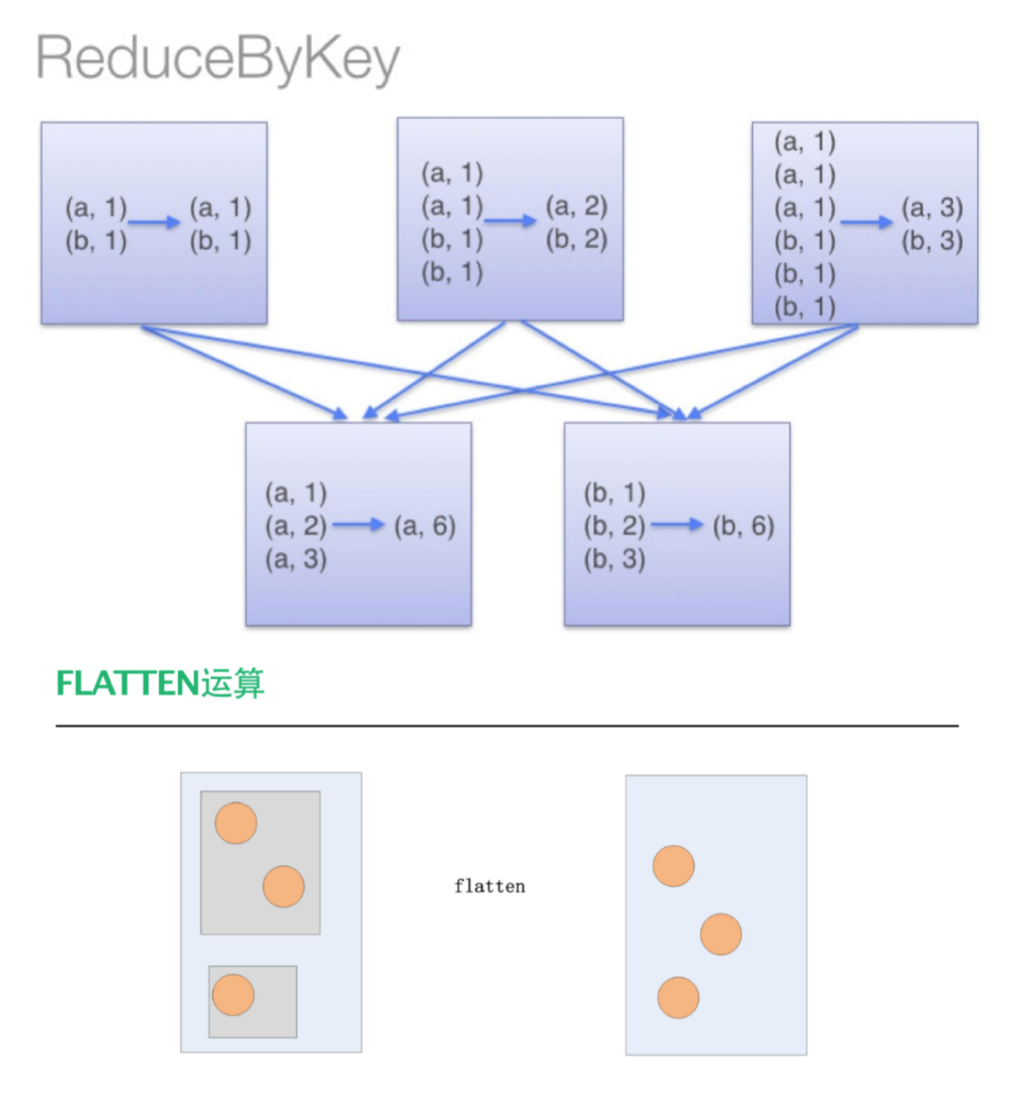 ReduceByKey
(a, 1)
(b, 1)
(a, 1)
(b, 1)
(a, 1)
(a, 1)
(b, 1)
(b, 1)
(a, 2)
(b, 2)
(a, 1)
(a, 1)
(a, 1)
(b, 1)
(b, 1)
(b, 1)
(a, 3)
(b, 3)
(a, 1)
(a, 2)
(a, 3)
(a, 6)
(b, 1)
(b, 2)
(b, 3)
(b, 6)
FLATTEN运算
flatten